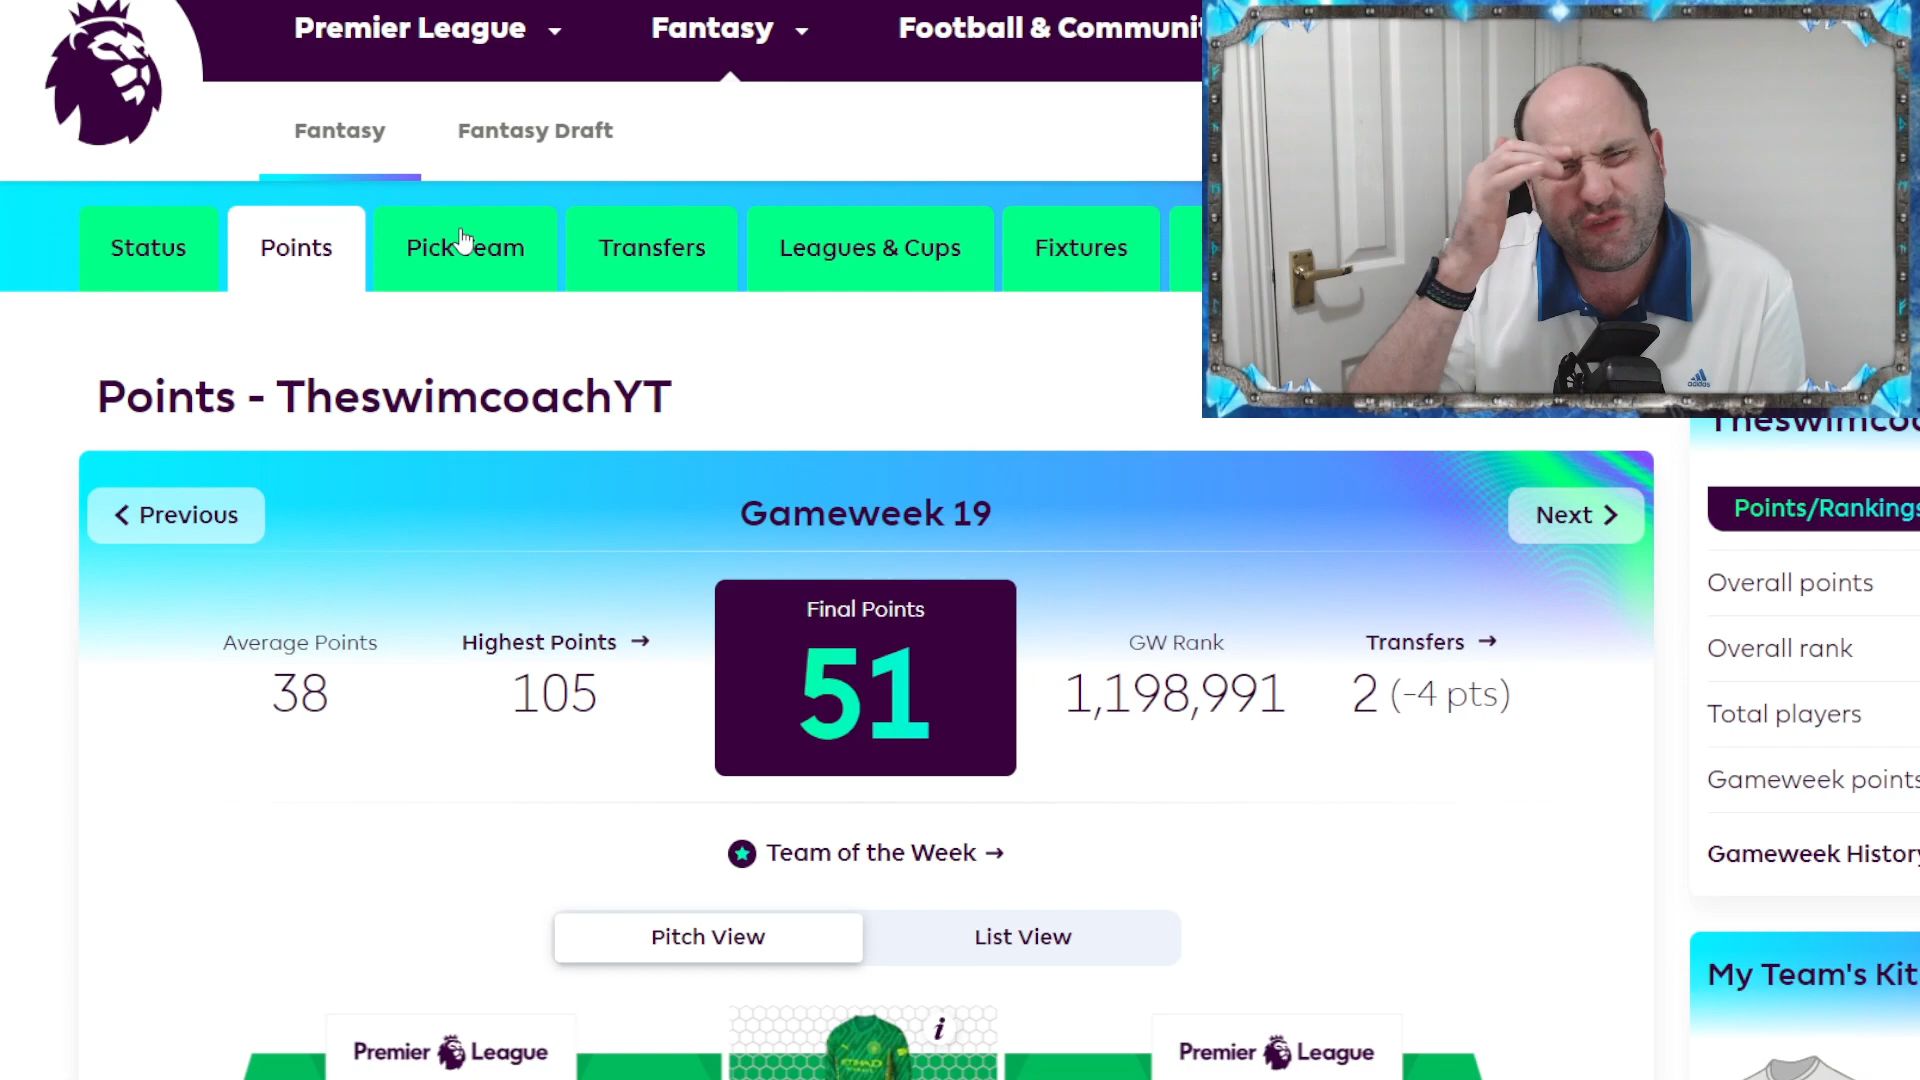 Premier League
Fantasy
Football & Communi
Fantasy
Fantasy Draft
Status
Points
Pick Team
Transfers
Leagues & Cups
Fixtures
adidas
Points - TheswimcoachYT
Theswimcoa
Previous
Gameweek 19
Next
Points/Rankings
Final Points
51
Average Points
38
Highest Points →
105
GW Rank
1,198,991
Transfers →
2 (-4 pts)
Overall points
Overall rank
Total players
Gameweek points
Gameweek History
Team of the Week →
Pitch View
List View
My Team's Kit
Premier League
i
ETIHAD
Premier League